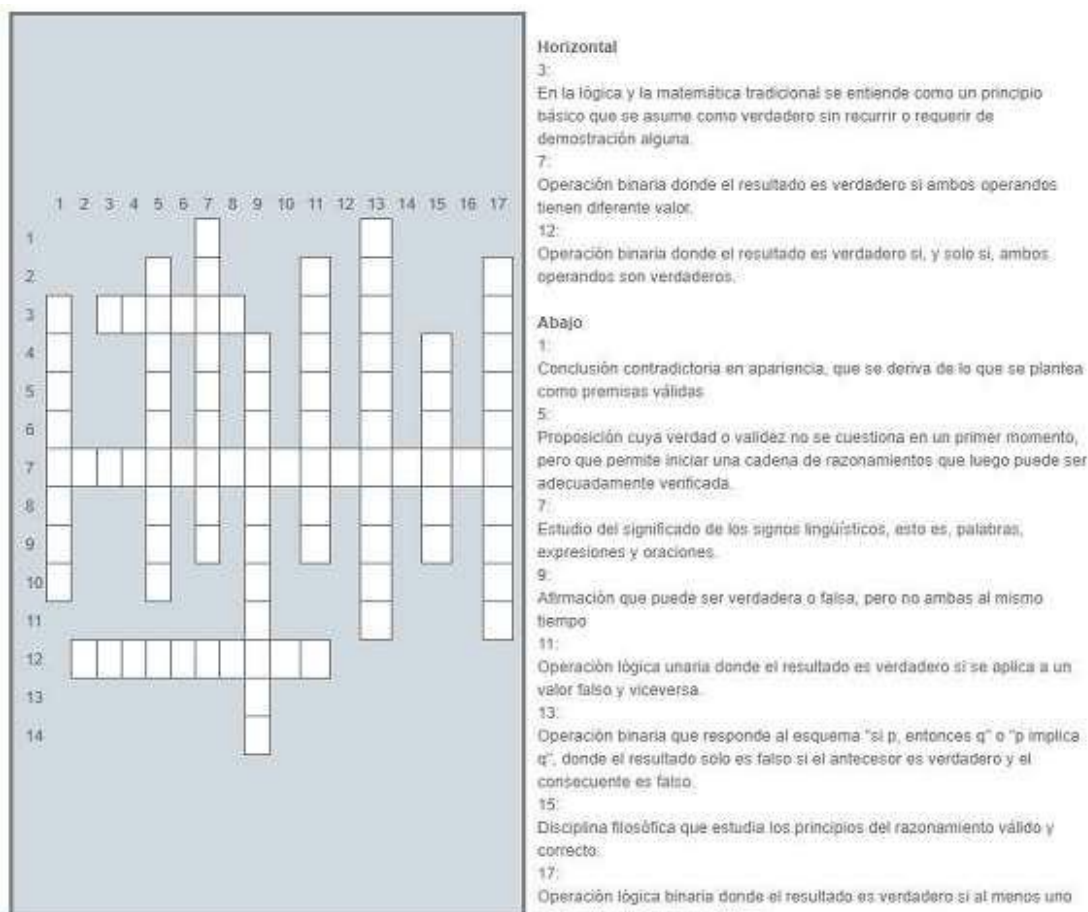 Horizontal
3:
En la lógica y la matemática tradicional se entiende como un principio
básico que se asume como verdadero sin recurrir o requerir de
demostración alguna.
7:
Operación binaria donde el resultado es verdadero si ambos operandos
tienen diferente valor.
12:
Operación binaria donde el resultado es verdadero si, y solo si, ambos
operandos son verdaderos.
Abajo
1:
Conclusión contradictoria en apariencia, que se deriva de lo que se plantea
como premisas válidas
5:
Proposición cuya verdad o validez no se cuestiona en un primer momento,
pero que permite iniciar una cadena de razonamientos que luego puede ser
adecuadamente verificada.
7:
Estudio del significado de los signos lingüísticos, esto es, palabras,
expresiones y oraciones.
9:
Afirmación que puede ser verdadera o falsa, pero no ambas al mismo
tiempo
11:
Operación lógica unaria donde el resultado es verdadero si se aplica a un
valor falso y viceversa.
13:
Operación binaria que responde al esquema "si p, entonces q" o "p implica
q", donde el resultado solo es falso si el antecesor es verdadero y el
consecuente es falso.
15:
Disciplina filosófica que estudia los principios del razonamiento válido y
correcto.
17:
Operación lógica binaria donde el resultado es verdadero si al menos uno
1 2 3 4 5 6 7 8 9 10 11 12 13 14 15 16 17
1
2
3
4
5
6
7
8
9
10
11
12
13
14